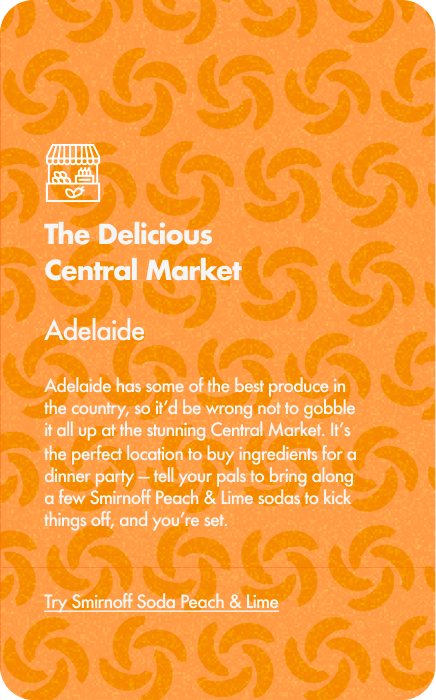 The Delicious
Central Market
Adelaide
Adelaide has some of the best produce in
the country, so it’d be wrong not to gobble
it all up at the stunning Central Market. It’s
the perfect location to buy ingredients for a
dinner party – tell your pals to bring along
a few Smirnoff Peach & Lime sodas to kick
things off, and you’re set.
Try Smirnoff Soda Peach & Lime